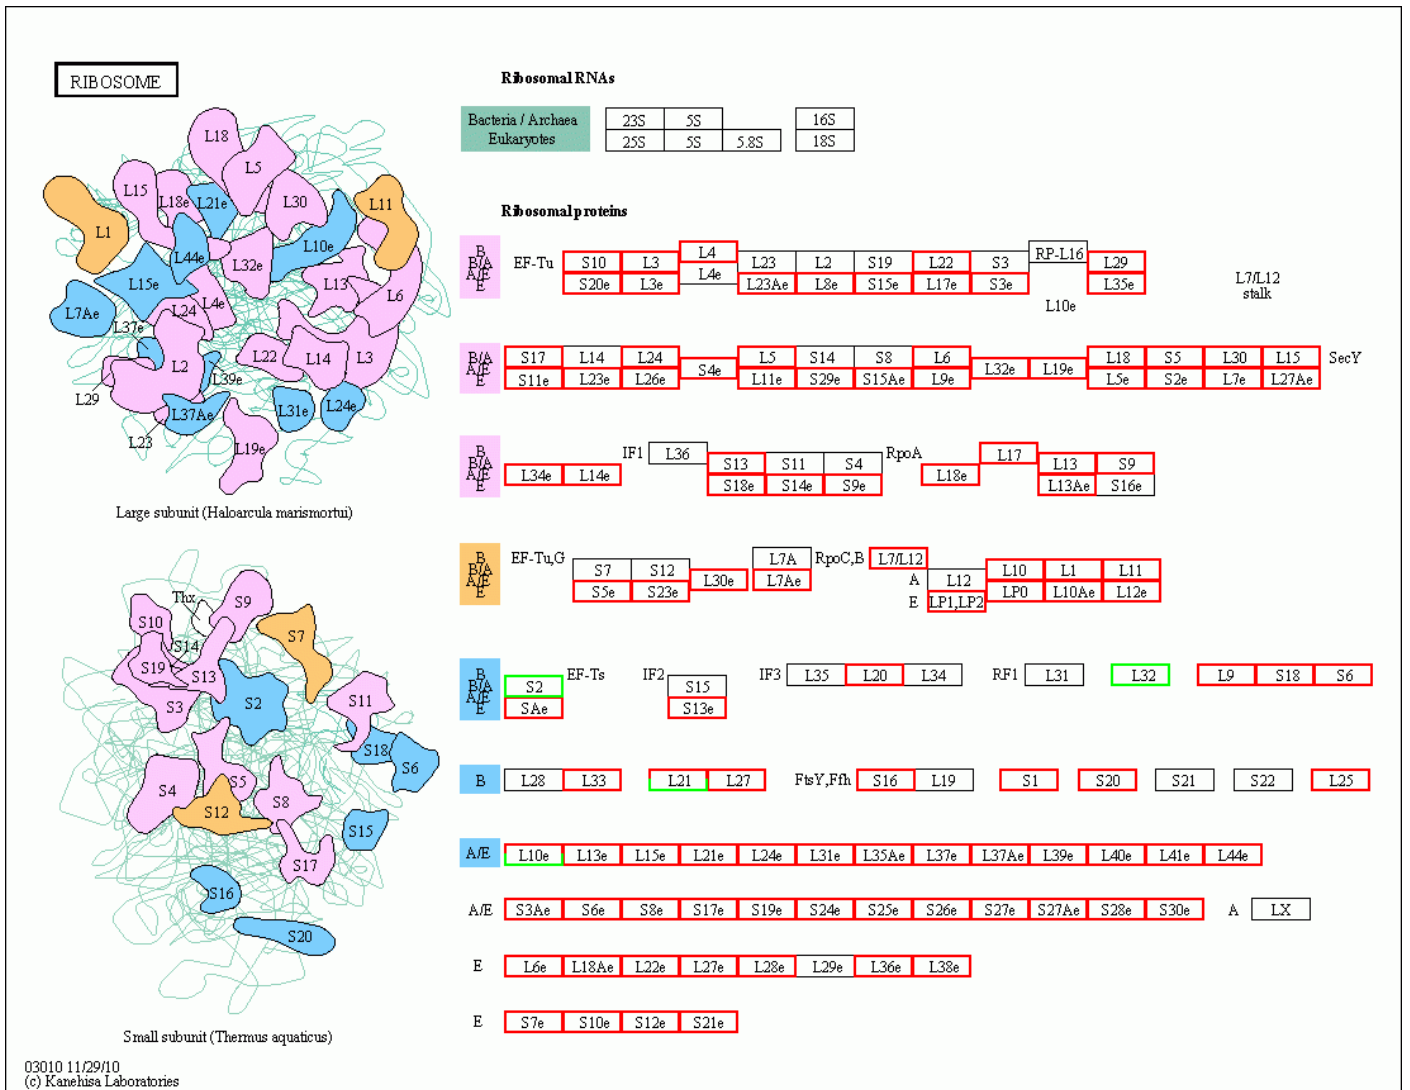 RIBOSOME
Ribosomal RNAs
Bacteria / Archaea 23S 5S 16S
Eukaryotes 25S 5S 5.8S 18S
Ribosomal proteins
B
B/A
A/E
E
EF-Tu S10 L3 L4 L23 L2 S19 L22 S3 RP-L16 L29
S20e L3e L4e L23Ae L8e S15e L17e S3e L10e L35e
L7/L12
stalk
B/A
A/E
E
S17 L14 L24 S4e L5 S14 S8 L6 L32e L19e L18 S5 L30 L15 SecY
S11e L23e L26e L11e S29e S15Ae L9e L5e S2e L7e L27Ae
B
B/A
A/E
E
IF1 L36 RpoA L17
S13 S11 S4 L13 S9
L34e L14e S18e S14e S9e L18e L13Ae S16e
B
B/A
A/E
E
EF-Tu,G L7A RpoC,B L7/L12
S7 S12 L30e L7Ae A L12 L10 L1 L11
S5e S23e E LP1,LP2 LP0 L10Ae L12e
B
B/A
A/E
E
S2 EF-Ts IF2 S15 IF3 L35 L20 L34 RF1 L31 L32 L9 S18 S6
SAe S13e
B
L28 L33 L21 L27 FtsY,Ffh S16 L19 S1 S20 S21 S22 L25
A/E
L10e L13e L15e L21e L24e L31e L35Ae L37e L37Ae L39e L40e L41e L44e
A/E S3Ae S6e S8e S17e S19e S24e S25e S26e S27e S27Ae S28e S30e A LX
E L6e L18Ae L22e L27e L28e L29e L36e L38e
E S7e S10e S12e S21e
L18
L5
L15
L18e
L21e
L30
L11
L1
L10e
L44e
L32e
L15e
L13
L6
L7Ae
L24
L4e
L37e
L2
L22
L14
L3
L39e
L29
L37Ae
L31e
L24e
L23
L19e
Large subunit (Haloarcula marismortui)
Thx
S9
S10
S7
S14
S19
S13
S3
S2
S11
S18
S6
S4
S5
S12
S8
S15
S17
S16
S20
Small subunit (Thermus aquaticus)
03010 11/29/10
(c) Kanehisa Laboratories